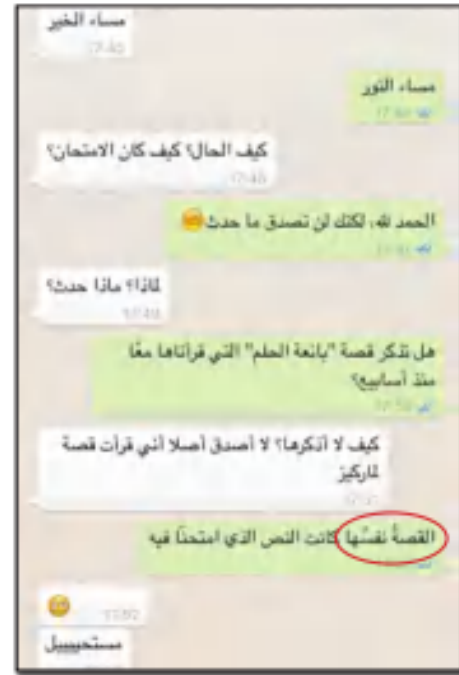 مساء الخير
مساء النور
كيف الحال؟ كيف كان الامتحان؟
الحمد لله، لكنك لن تصدق ما حدث
لماذا؟ ماذا حدث؟
هل تذكر قصة "بائعة الحلم" التي قرأناها معًا
منذ أسابيع؟
كيف لا أذكرها؟ لا أصدق أصلا أني قرأت قصة
لماركيز
القصةُ نفسُها كانت النص الذي امتحنّا فيه
مستحيييل